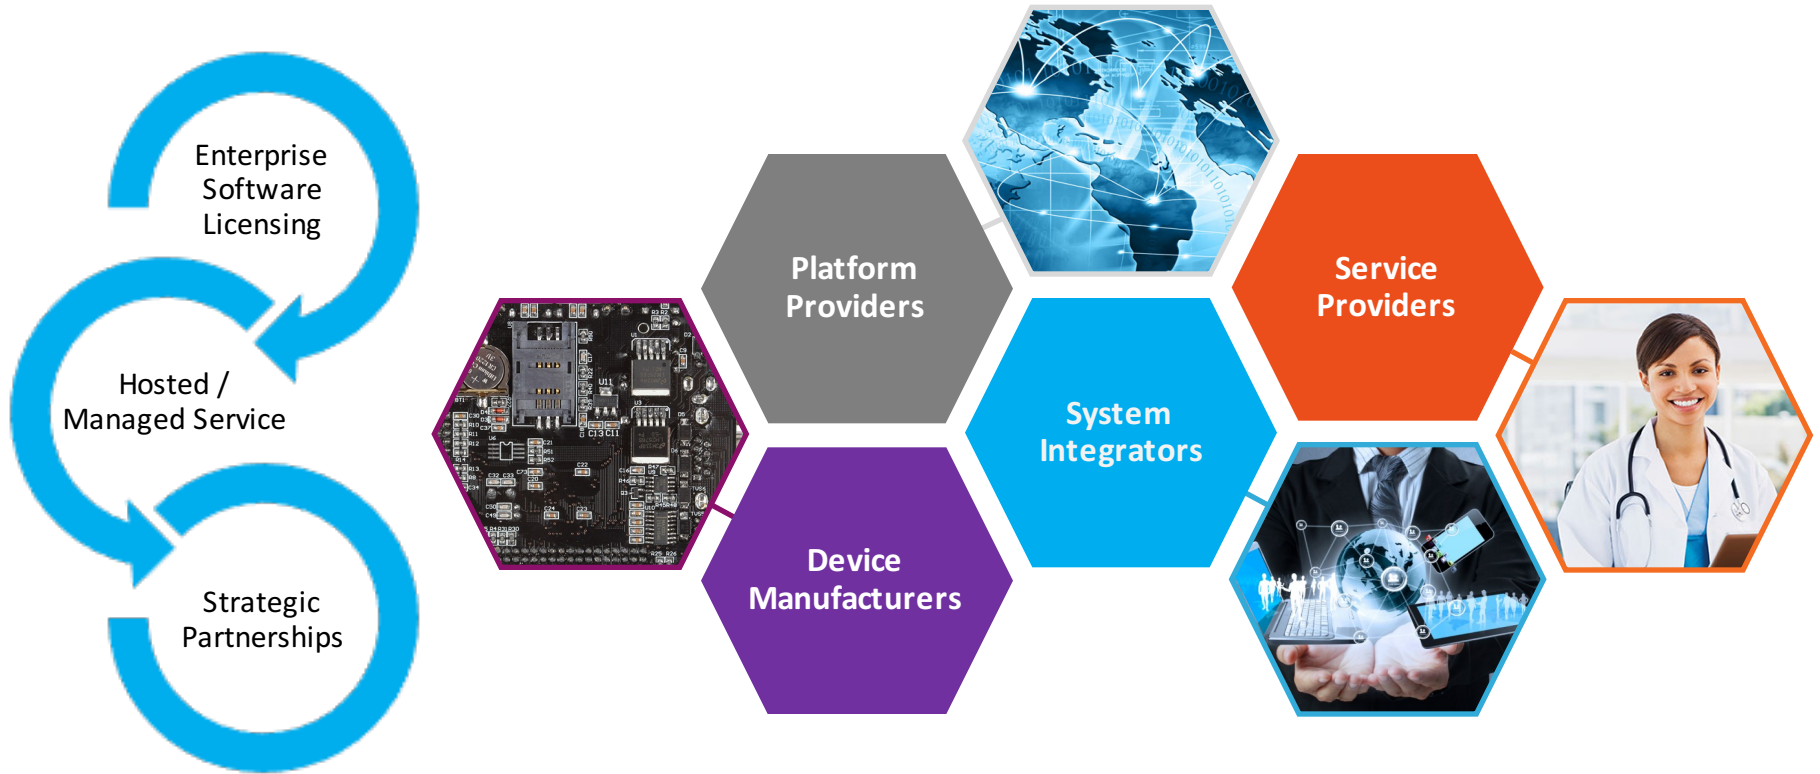 Enterprise
Software
Licensing
Hosted /
Managed Service
Strategic
Partnerships
Platform
Providers
Device
Manufacturers
System
Integrators
Service
Providers